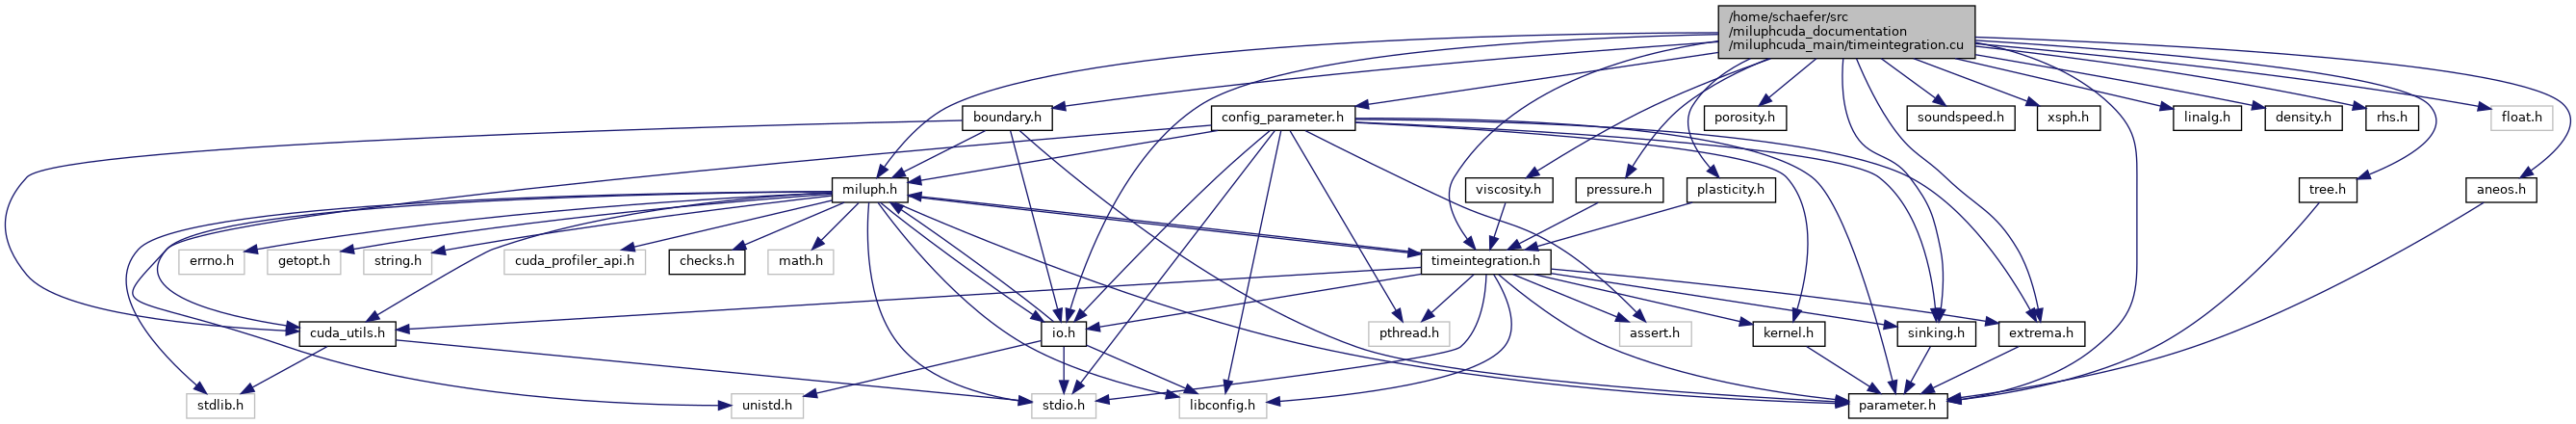 /home/schaefer/src
/miluphcuda_documentation
/miluphcuda_main/timeintegration.cu
boundary.h
config_parameter.h
porosity.h
soundspeed.h
xsph.h
linalg.h
density.h
rhs.h
float.h
miluph.h
viscosity.h
pressure.h
plasticity.h
tree.h
aneos.h
errno.h
getopt.h
string.h
cuda_profiler_api.h
checks.h
math.h
timeintegration.h
cuda_utils.h
io.h
pthread.h
assert.h
kernel.h
sinking.h
extrema.h
stdlib.h
unistd.h
stdio.h
libconfig.h
parameter.h